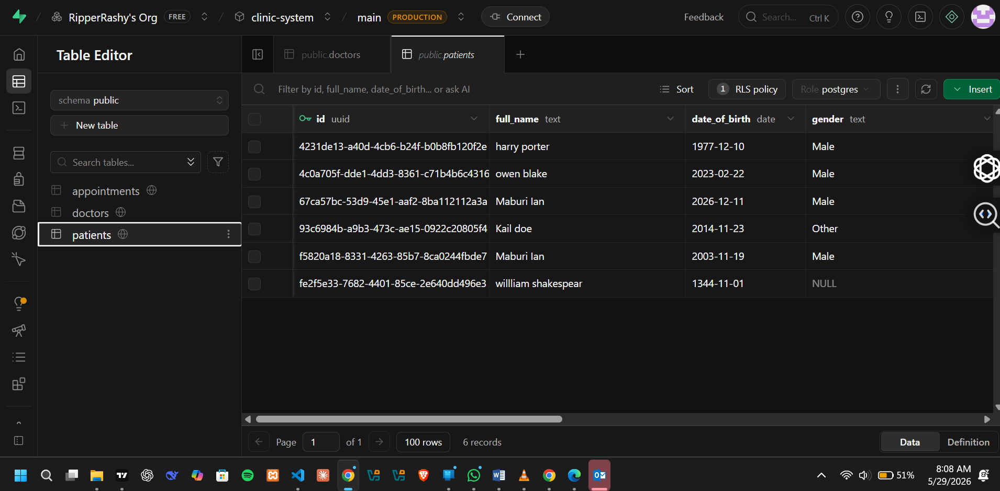 RipperRashy's Org FREE clinic-system main PRODUCTION Connect Feedback Search... Ctrl K
Table Editor
public.doctors
public.patients
schema public
New table
Search tables...
appointments
doctors
patients
Filter by id, full_name, date_of_birth... or ask AI
Sort 1 RLS policy Role postgres Insert
id uuid full_name text date_of_birth date gender text
4231de13-a40d-4cb6-b24f-b0b8fb120f2e harry porter 1977-12-10 Male
4c0a705f-dde1-4dd3-8361-c71b4b6c4316 owen blake 2023-02-22 Male
67ca57bc-53d9-45e1-aaf2-8ba112112a3a Maburi Ian 2026-12-11 Male
93c6984b-a9b3-473c-ae15-0922c20805f4 Kail doe 2014-11-23 Other
f5820a18-8331-4263-85b7-8ca0244fbde7 Maburi Ian 2003-11-19 Male
fe2f5e33-7682-4401-85ce-2e640dd496e3 willliam shakespear 1344-11-01 NULL
Page 1 of 1 100 rows 6 records Data Definition
51% 8:08 AM
5/29/2026